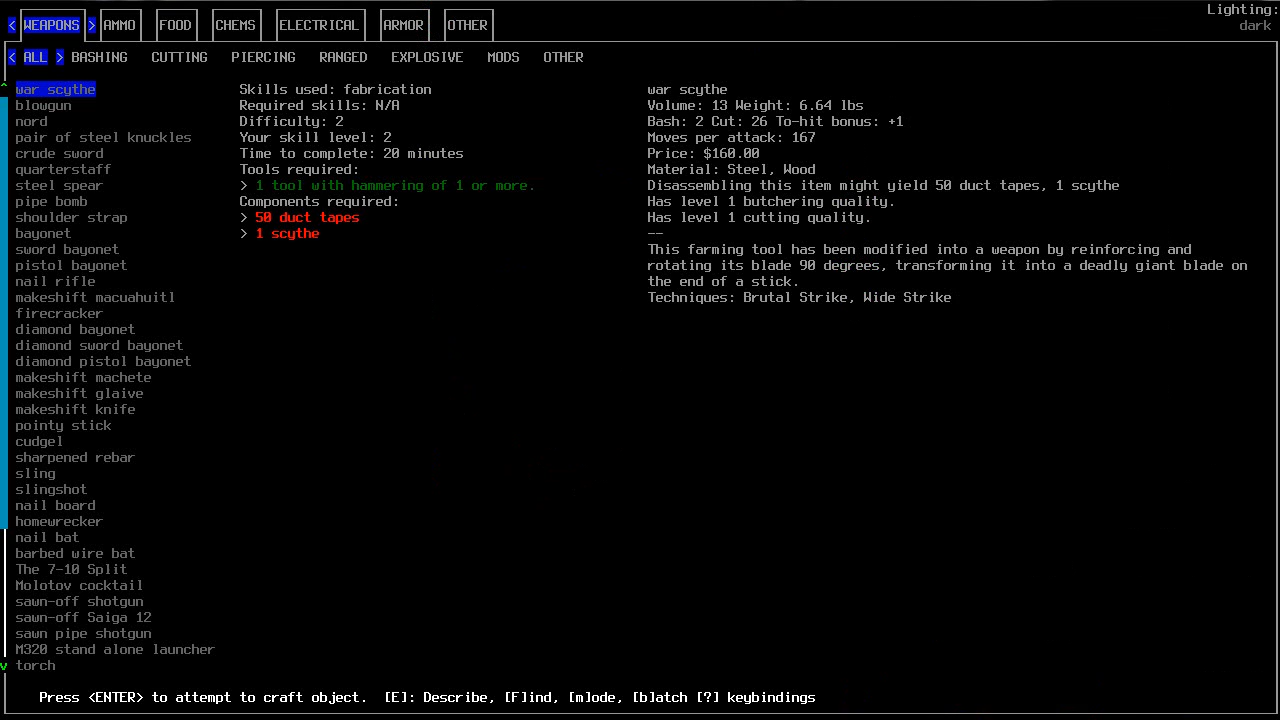 Lighting:
< WEAPONS > AMMO FOOD CHEMS ELECTRICAL ARMOR OTHER
dark
< ALL > BASHING CUTTING PIERCING RANGED EXPLOSIVE MODS OTHER
^ war scythe Skills used: fabrication war scythe
blowgun Required skills: N/A Volume: 13 Weight: 6.64 lbs
nord Difficulty: 2 Bash: 2 Cut: 26 To-hit bonus: +1
pair of steel knuckles Your skill level: 2 Moves per attack: 167
crude sword Time to complete: 20 minutes Price: $160.00
quarterstaff Tools required: Material: Steel, Wood
steel spear > 1 tool with hammering of 1 or more. Disassembling this item might yield 50 duct tapes, 1 scythe
pipe bomb Components required: Has level 1 butchering quality.
shoulder strap > 50 duct tapes Has level 1 cutting quality.
bayonet > 1 scythe --
sword bayonet This farming tool has been modified into a weapon by reinforcing and
pistol bayonet rotating its blade 90 degrees, transforming it into a deadly giant blade on
nail rifle the end of a stick.
makeshift macuahuitl Techniques: Brutal Strike, Wide Strike
firecracker
diamond bayonet
diamond sword bayonet
diamond pistol bayonet
makeshift machete
makeshift glaive
makeshift knife
pointy stick
cudgel
sharpened rebar
sling
slingshot
nail board
homewrecker
nail bat
barbed wire bat
The 7-10 Split
Molotov cocktail
sawn-off shotgun
sawn-off Saiga 12
sawn pipe shotgun
M320 stand alone launcher
v torch
Press <ENTER> to attempt to craft object. [E]: Describe, [F]ind, [m]ode, [b]atch [?] keybindings